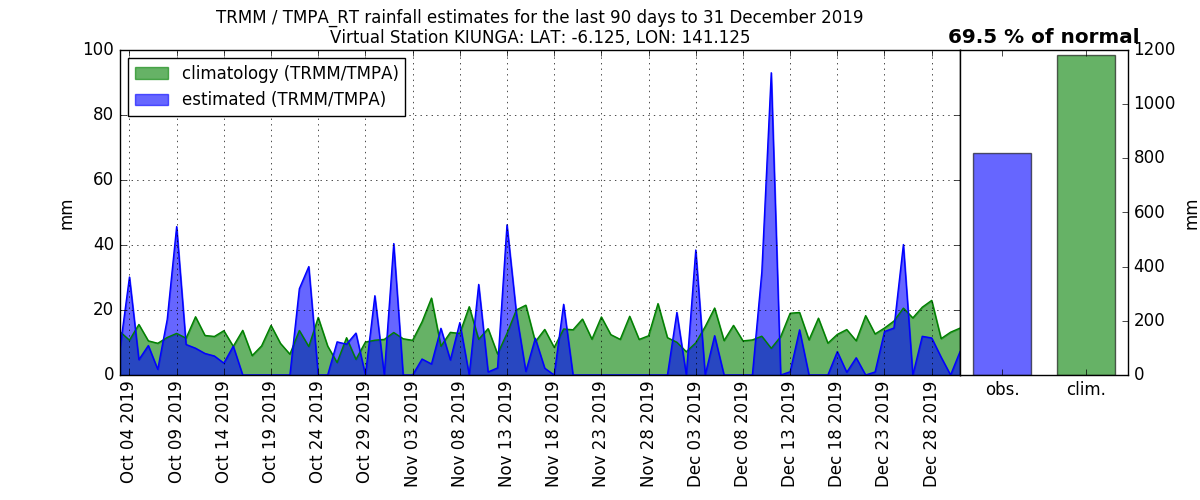 TRMM / TMPA_RT rainfall estimates for the last 90 days to 31 December 2019
Virtual Station KIUNGA: LAT: -6.125, LON: 141.125
69.5 % of normal
climatology (TRMM/TMPA)
estimated (TRMM/TMPA)
100
80
60
40
20
0
mm
1200
1000
800
600
400
200
0
mm
Oct 04 2019
Oct 09 2019
Oct 14 2019
Oct 19 2019
Oct 24 2019
Oct 29 2019
Nov 03 2019
Nov 08 2019
Nov 13 2019
Nov 18 2019
Nov 23 2019
Nov 28 2019
Dec 03 2019
Dec 08 2019
Dec 13 2019
Dec 18 2019
Dec 23 2019
Dec 28 2019
obs.
clim.